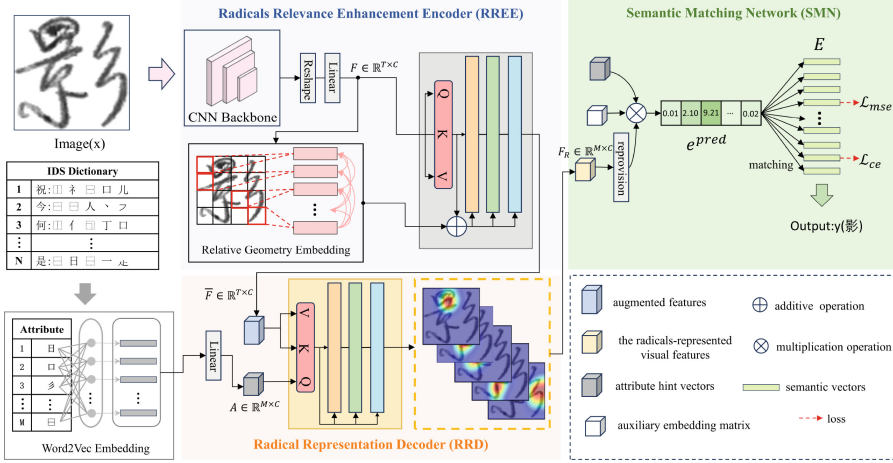 Radicals Relevance Enhancement Encoder (RREE)
Semantic Matching Network (SMN)
影
Image(x)
CNN Backbone
Reshape
Linear
F ∈ ℝ^{T×C}
Q
K
V
Relative Geometry Embedding
IDS Dictionary
1 祝:⿰ 礻 ⿱ 口 儿
2 今:⿱ ⿱ 人 丶 ㇇
3 何:⿰ 亻 ⿹ 丁 口
⋮ ⋮
N 是:⿱ 日 ⿱ 一 龰
Attribute
1 日
2 口
3 彡
⋮ ⋮
M ⿱
Word2Vec Embedding
Linear
F̅ ∈ ℝ^{T×C}
A ∈ ℝ^{M×C}
V
K
Q
Radical Representation Decoder (RRD)
F_R ∈ ℝ^{M×C}
reprovision
0.01 2.10 9.21 ... 0.02
e^{pred}
matching
E
ℒ_{mse}
ℒ_{ce}
Output:y(影)
augmented features
the radicals-represented
visual features
attribute hint vectors
auxiliary embedding matrix
additive operation
multiplication operation
semantic vectors
loss